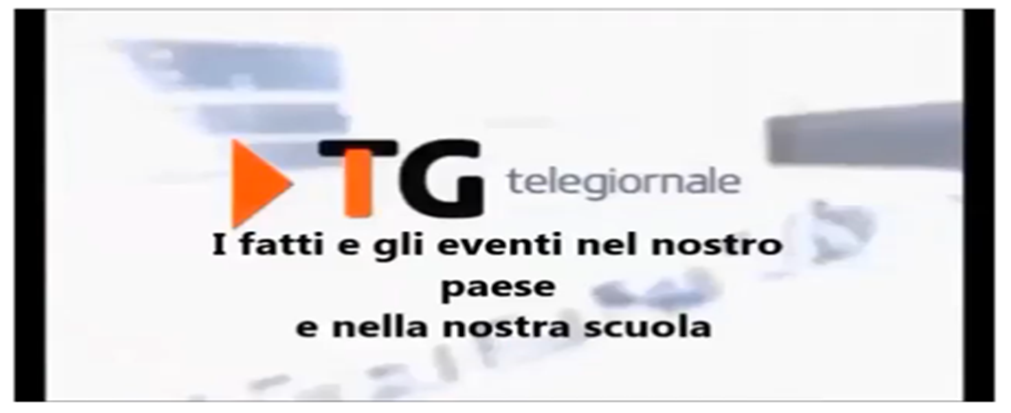 TG telegiornale
I fatti e gli eventi nel nostro
paese
e nella nostra scuola